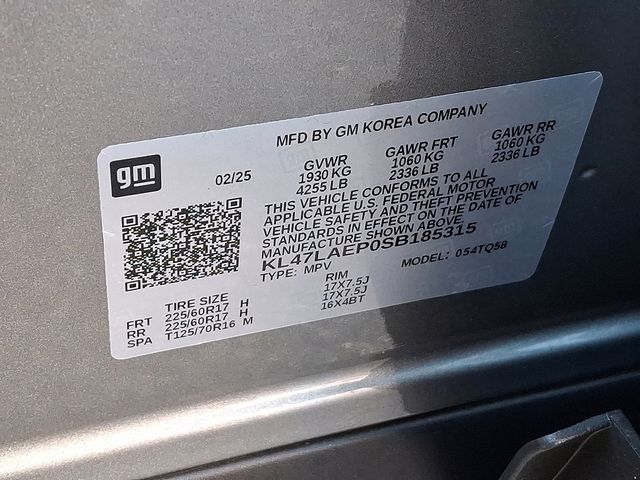 MFD BY GM KOREA COMPANY
gm
02/25 GVWR GAWR FRT GAWR RR
1930 KG 1060 KG 1060 KG
4255 LB 2336 LB 2336 LB
THIS VEHICLE CONFORMS TO ALL
APPLICABLE U.S. FEDERAL MOTOR
VEHICLE SAFETY AND THEFT PREVENTION
STANDARDS IN EFFECT ON THE DATE OF
MANUFACTURE SHOWN ABOVE.
KL47LAEP0SB185315
TYPE: MPV MODEL: 054TQ58
TIRE SIZE RIM
FRT 225/60R17 H 17X7.5J
RR 225/60R17 H 17X7.5J
SPA T125/70R16 M 16X4BT